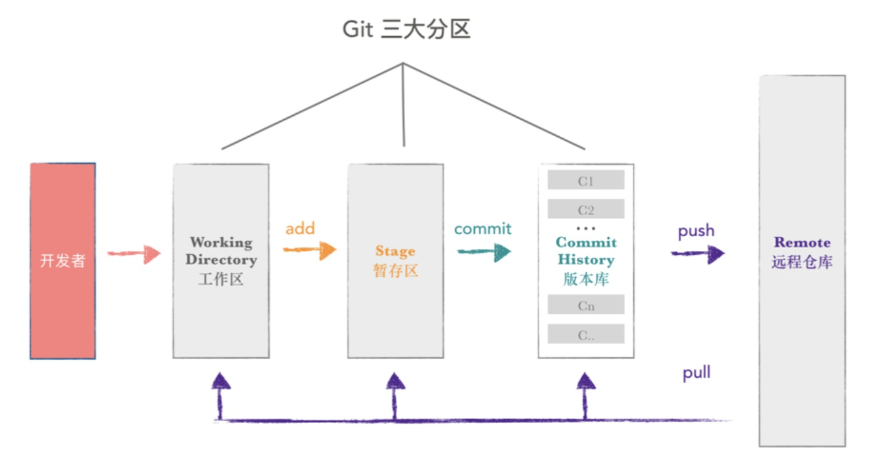 Git 三大分区
开发者
Working
Directory
工作区
add
Stage
暂存区
commit
C1
C2
...
Commit
History
版本库
Cn
C..
push
pull
Remote
远程仓库